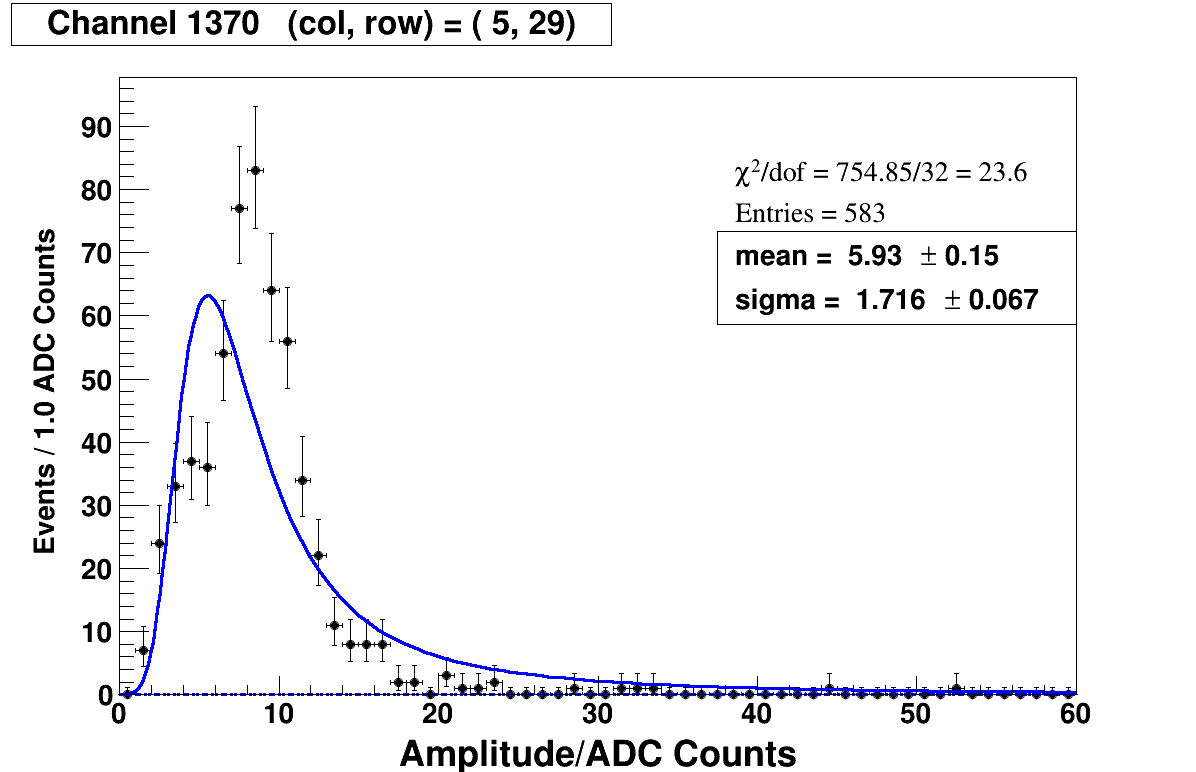 Channel 1370 (col, row) = ( 5, 29)
χ²/dof = 754.85/32 = 23.6
Entries = 583
mean = 5.93 ± 0.15
sigma = 1.716 ± 0.067
Events / 1.0 ADC Counts
90
80
70
60
50
40
30
20
10
0
0 10 20 30 40 50 60
Amplitude/ADC Counts